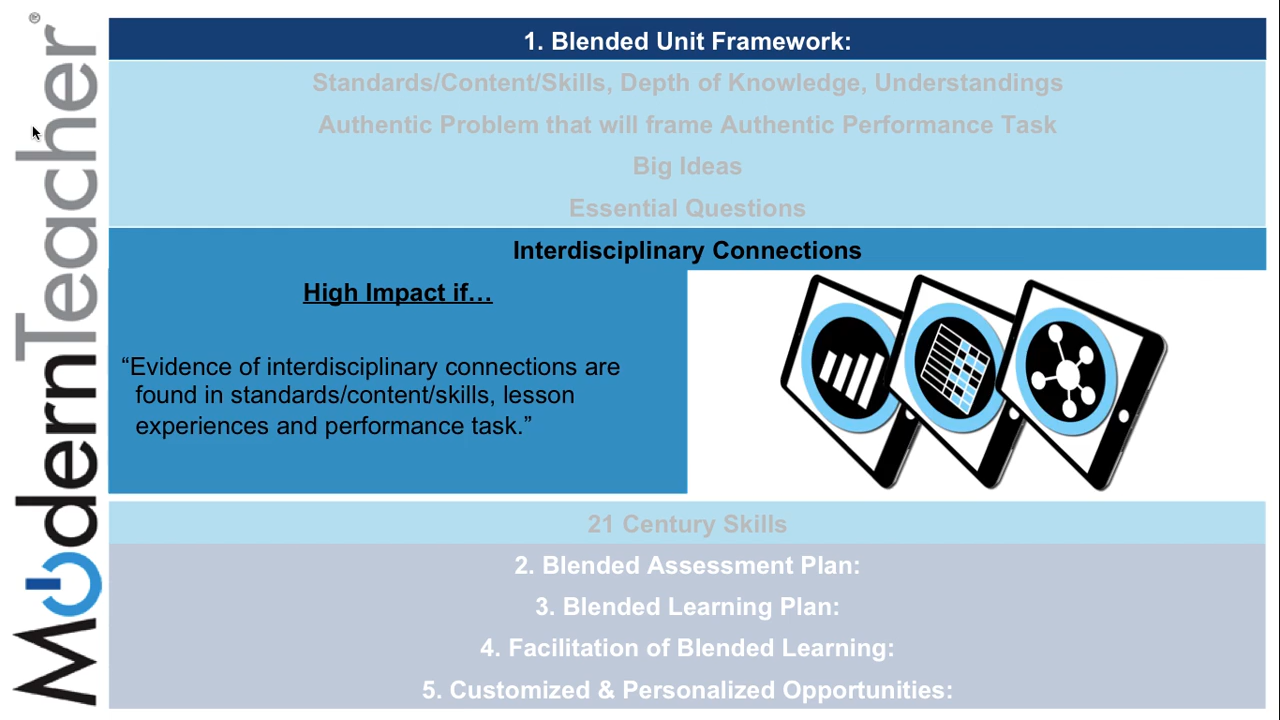 ModernTeacher®
1. Blended Unit Framework:
Standards/Content/Skills, Depth of Knowledge, Understandings
Authentic Problem that will frame Authentic Performance Task
Big Ideas
Essential Questions
Interdisciplinary Connections
High Impact if…
“Evidence of interdisciplinary connections are
found in standards/content/skills, lesson
experiences and performance task.”
21 Century Skills
2. Blended Assessment Plan:
3. Blended Learning Plan:
4. Facilitation of Blended Learning:
5. Customized & Personalized Opportunities: